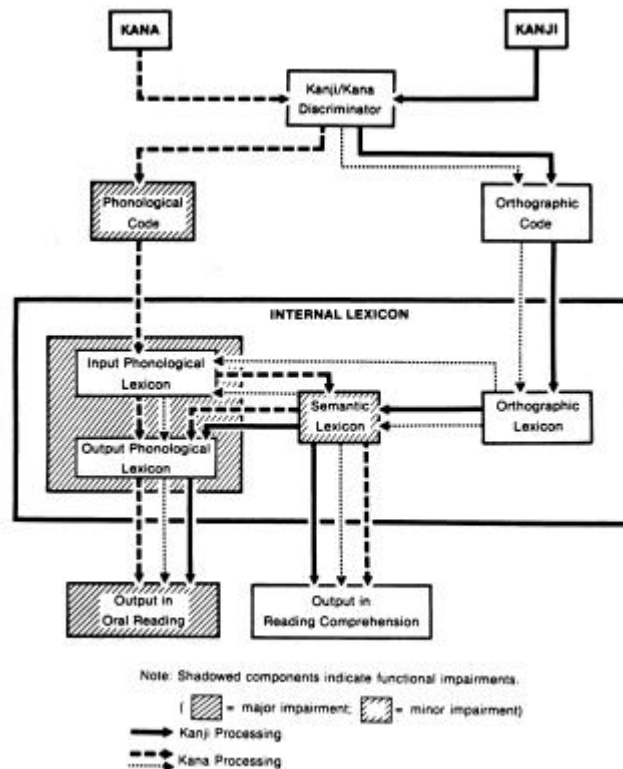 KANA
KANJI
Kanji/Kana
Discriminator
Phonological
Code
Orthographic
Code
INTERNAL LEXICON
Input Phonological
Lexicon
Semantic
Lexicon
Orthographic
Lexicon
Output Phonological
Lexicon
Output in
Oral Reading
Output in
Reading Comprehension
Note: Shadowed components indicate functional impairments.
( = major impairment; = minor impairment)
Kanji Processing
Kana Processing